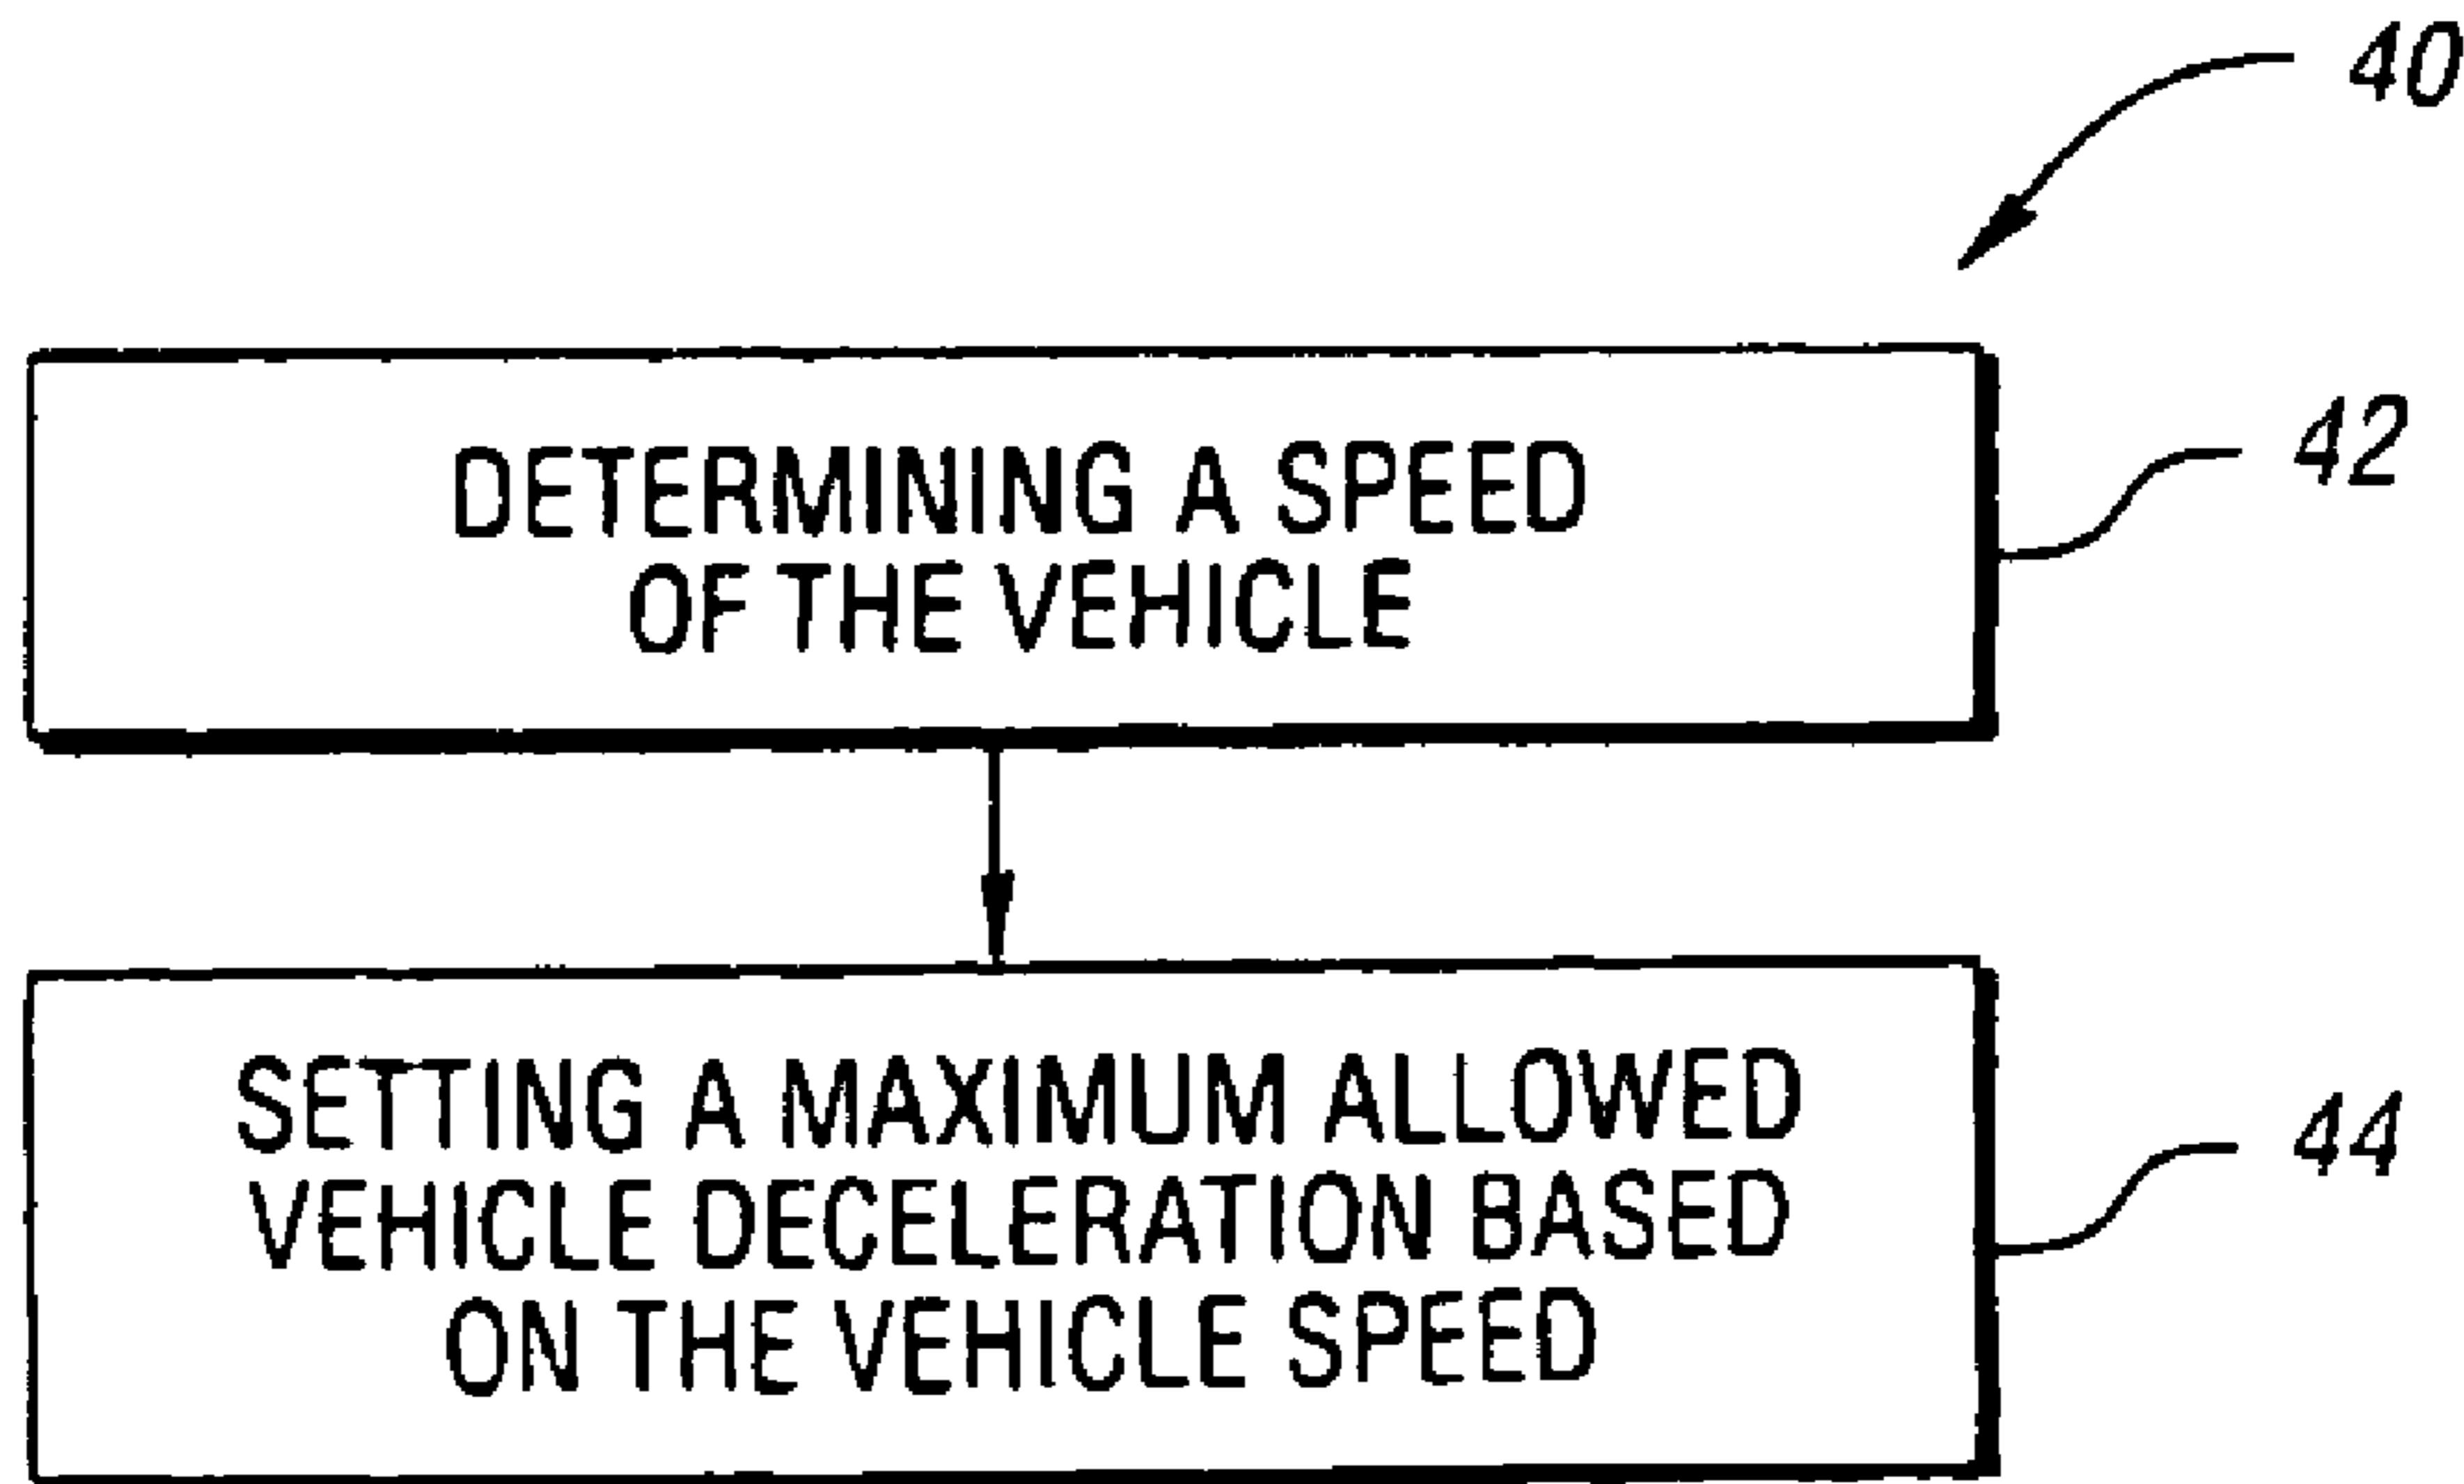 40
DETERMINING A SPEED
OF THE VEHICLE
42
SETTING A MAXIMUM ALLOWED
VEHICLE DECELERATION BASED
ON THE VEHICLE SPEED
44